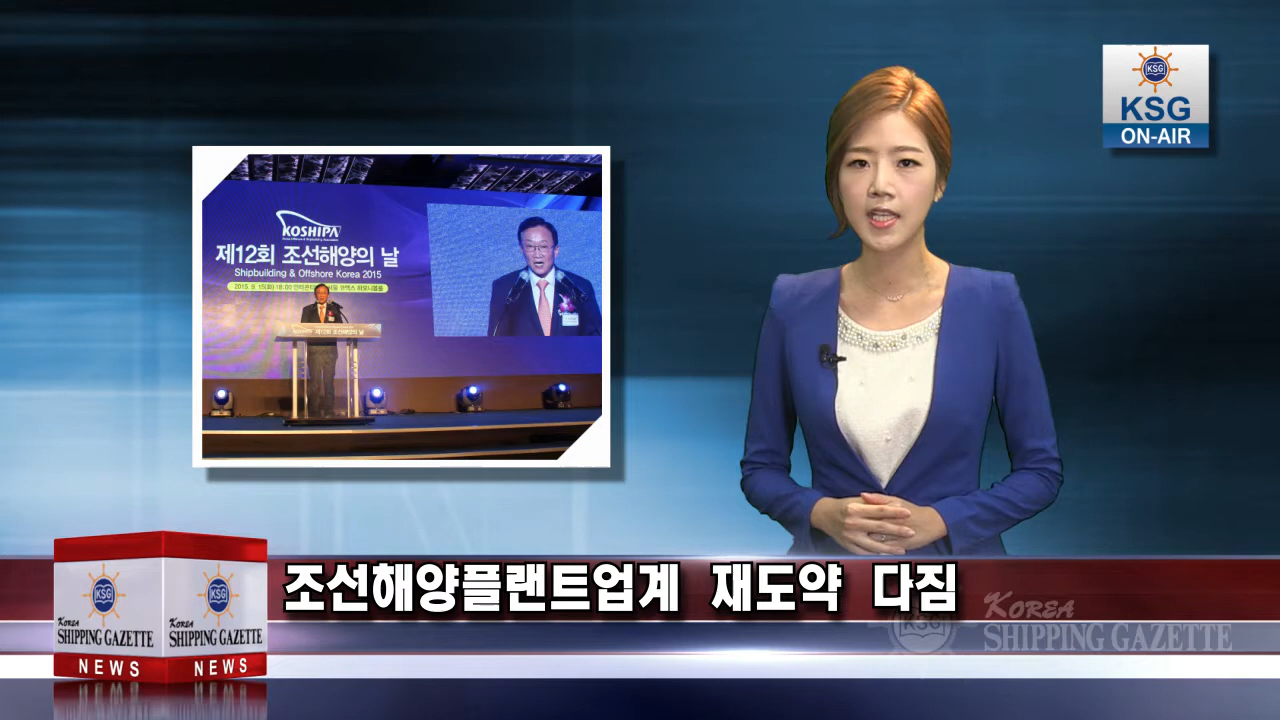 KSG
KSG
ON-AIR
KOSHIPA
제12회 조선해양의 날
Shipbuilding & Offshore Korea 2015
제12회 조선해양의 날
조선해양플랜트업계 재도약 다짐
KSG
KOREA
SHIPPING GAZETTE
NEWS
KSG
KOREA
SHIPPING GAZETTE
NEWS
KSG
KOREA
SHIPPING GAZETTE